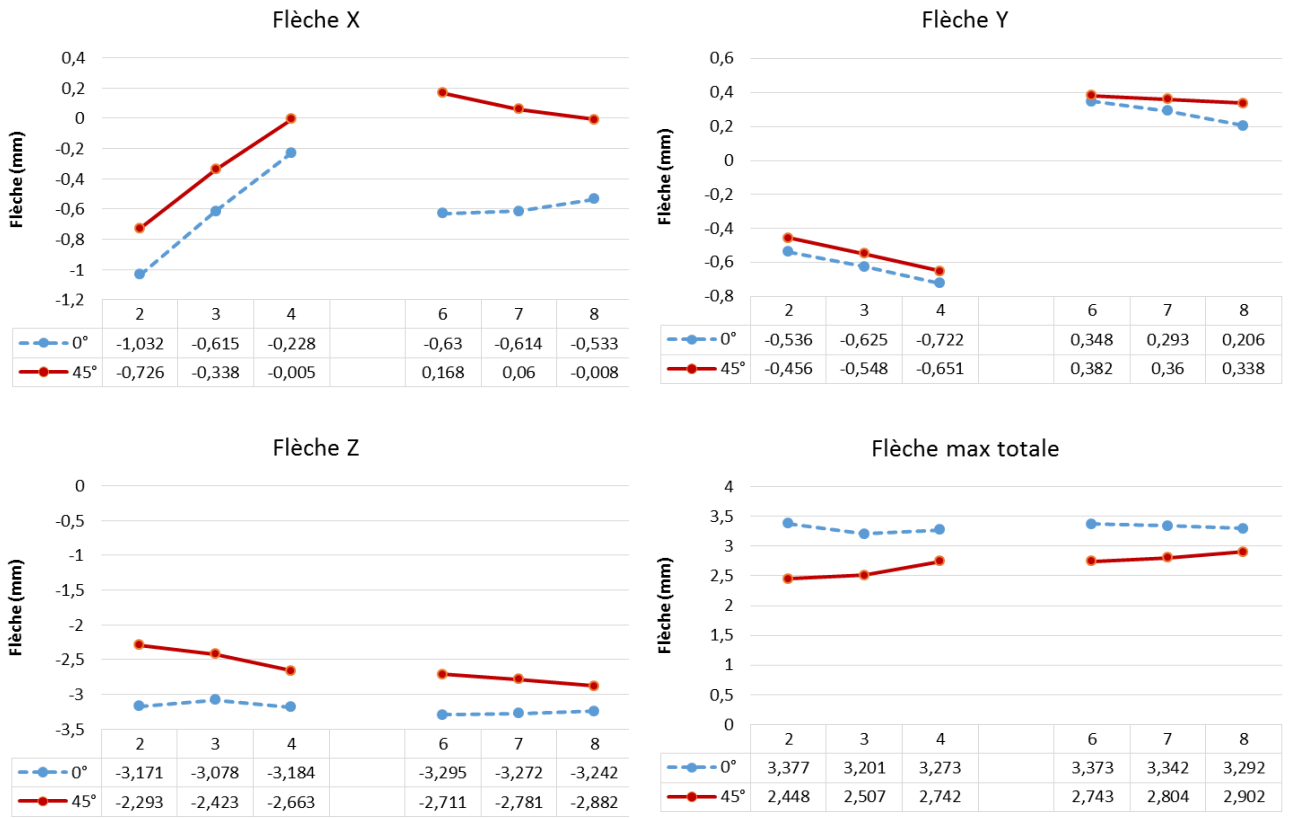 Flèche X
Flèche (mm)
0,4
0,2
0
-0,2
-0,4
-0,6
-0,8
-1
-1,2
2 3 4 6 7 8
0° -1,032 -0,615 -0,228 -0,63 -0,614 -0,533
45° -0,726 -0,338 -0,005 0,168 0,06 -0,008
Flèche Y
Flèche (mm)
0,6
0,4
0,2
0
-0,2
-0,4
-0,6
-0,8
2 3 4 6 7 8
0° -0,536 -0,625 -0,722 0,348 0,293 0,206
45° -0,456 -0,548 -0,651 0,382 0,36 0,338
Flèche Z
Flèche (mm)
0
-0,5
-1
-1,5
-2
-2,5
-3
-3,5
2 3 4 6 7 8
0° -3,171 -3,078 -3,184 -3,295 -3,272 -3,242
45° -2,293 -2,423 -2,663 -2,711 -2,781 -2,882
Flèche max totale
Flèche (mm)
4
3,5
3
2,5
2
1,5
1
0,5
0
2 3 4 6 7 8
0° 3,377 3,201 3,273 3,373 3,342 3,292
45° 2,448 2,507 2,742 2,743 2,804 2,902